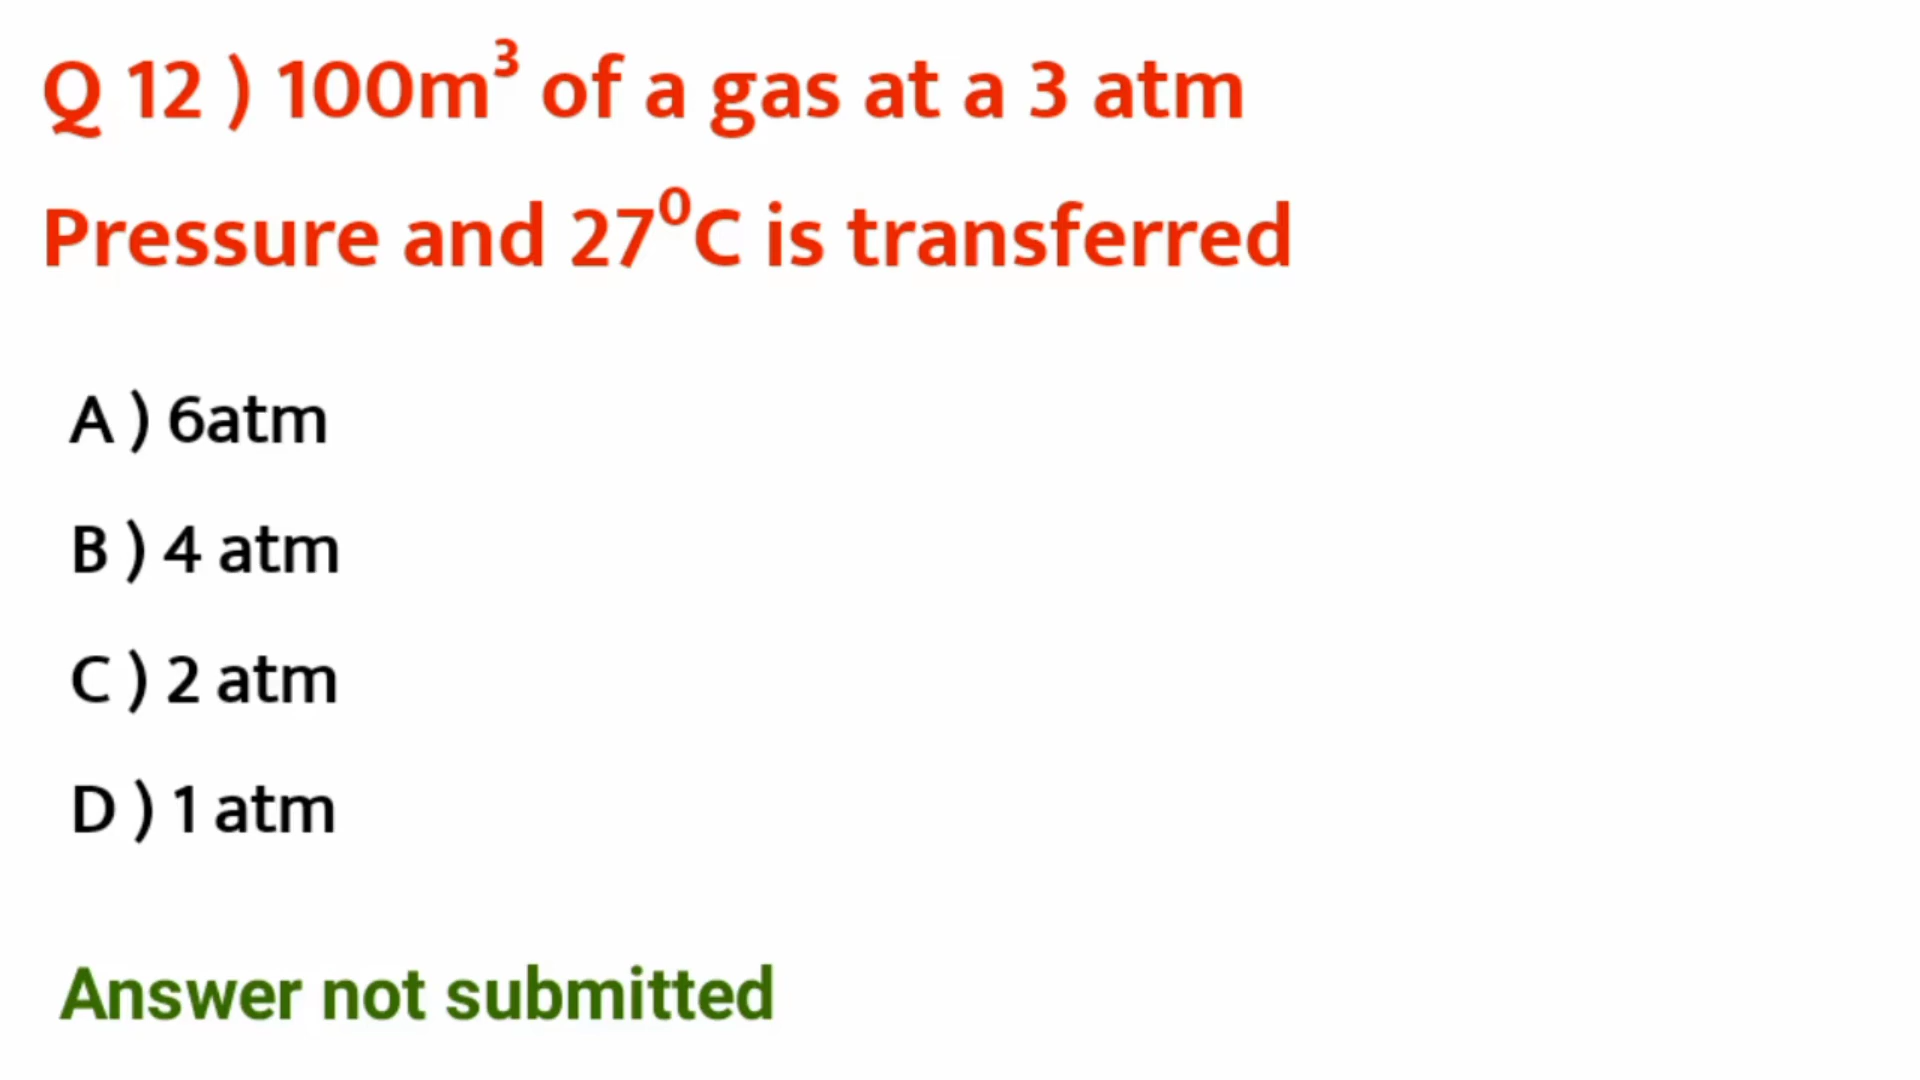 Q 12 ) 100m³ of a gas at a 3 atm
Pressure and 27⁰C is transferred
A ) 6atm
B ) 4 atm
C ) 2 atm
D ) 1 atm
Answer not submitted